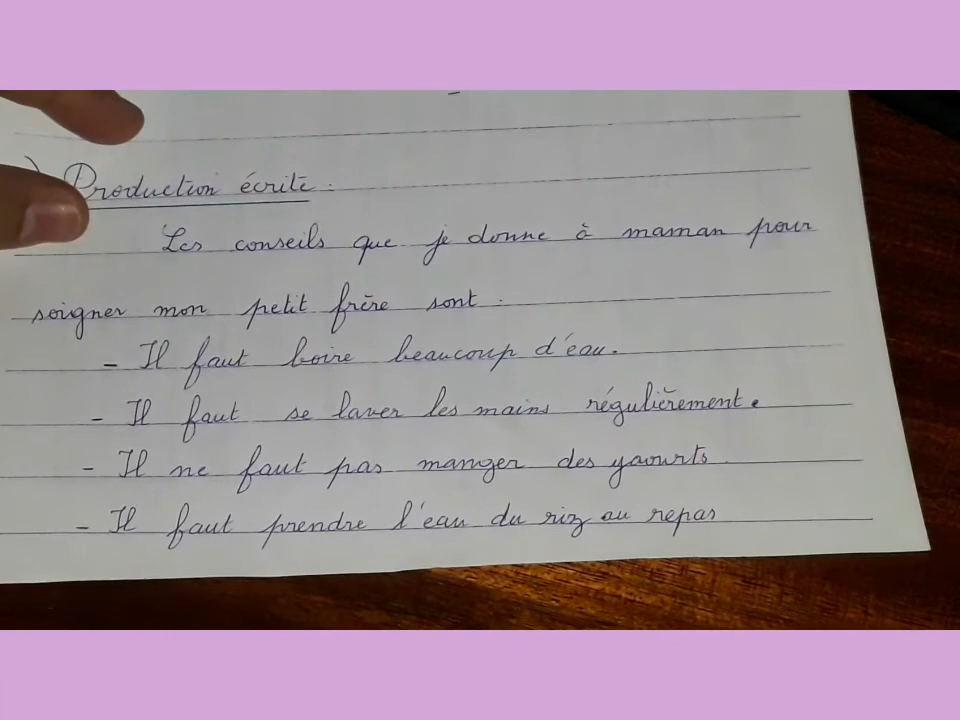 ) Production écrite :
Les conseils que je donne à maman pour
soigner mon petit frère sont :
- Il faut boire beaucoup d'eau.
- Il faut se laver les mains régulièrement.
- Il ne faut pas manger des yaourts.
- Il faut prendre l'eau du riz au repas